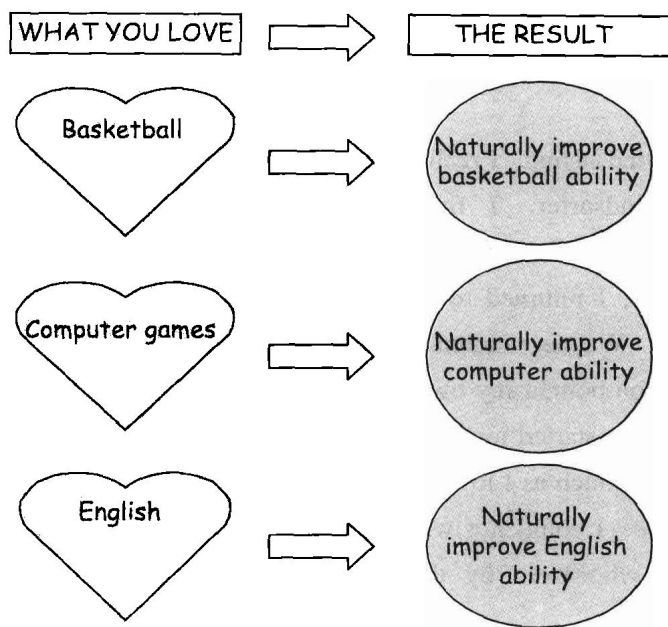 WHAT YOU LOVE
THE RESULT
Basketball
Naturally improve
basketball ability
Computer games
Naturally improve
computer ability
English
Naturally
improve English
ability